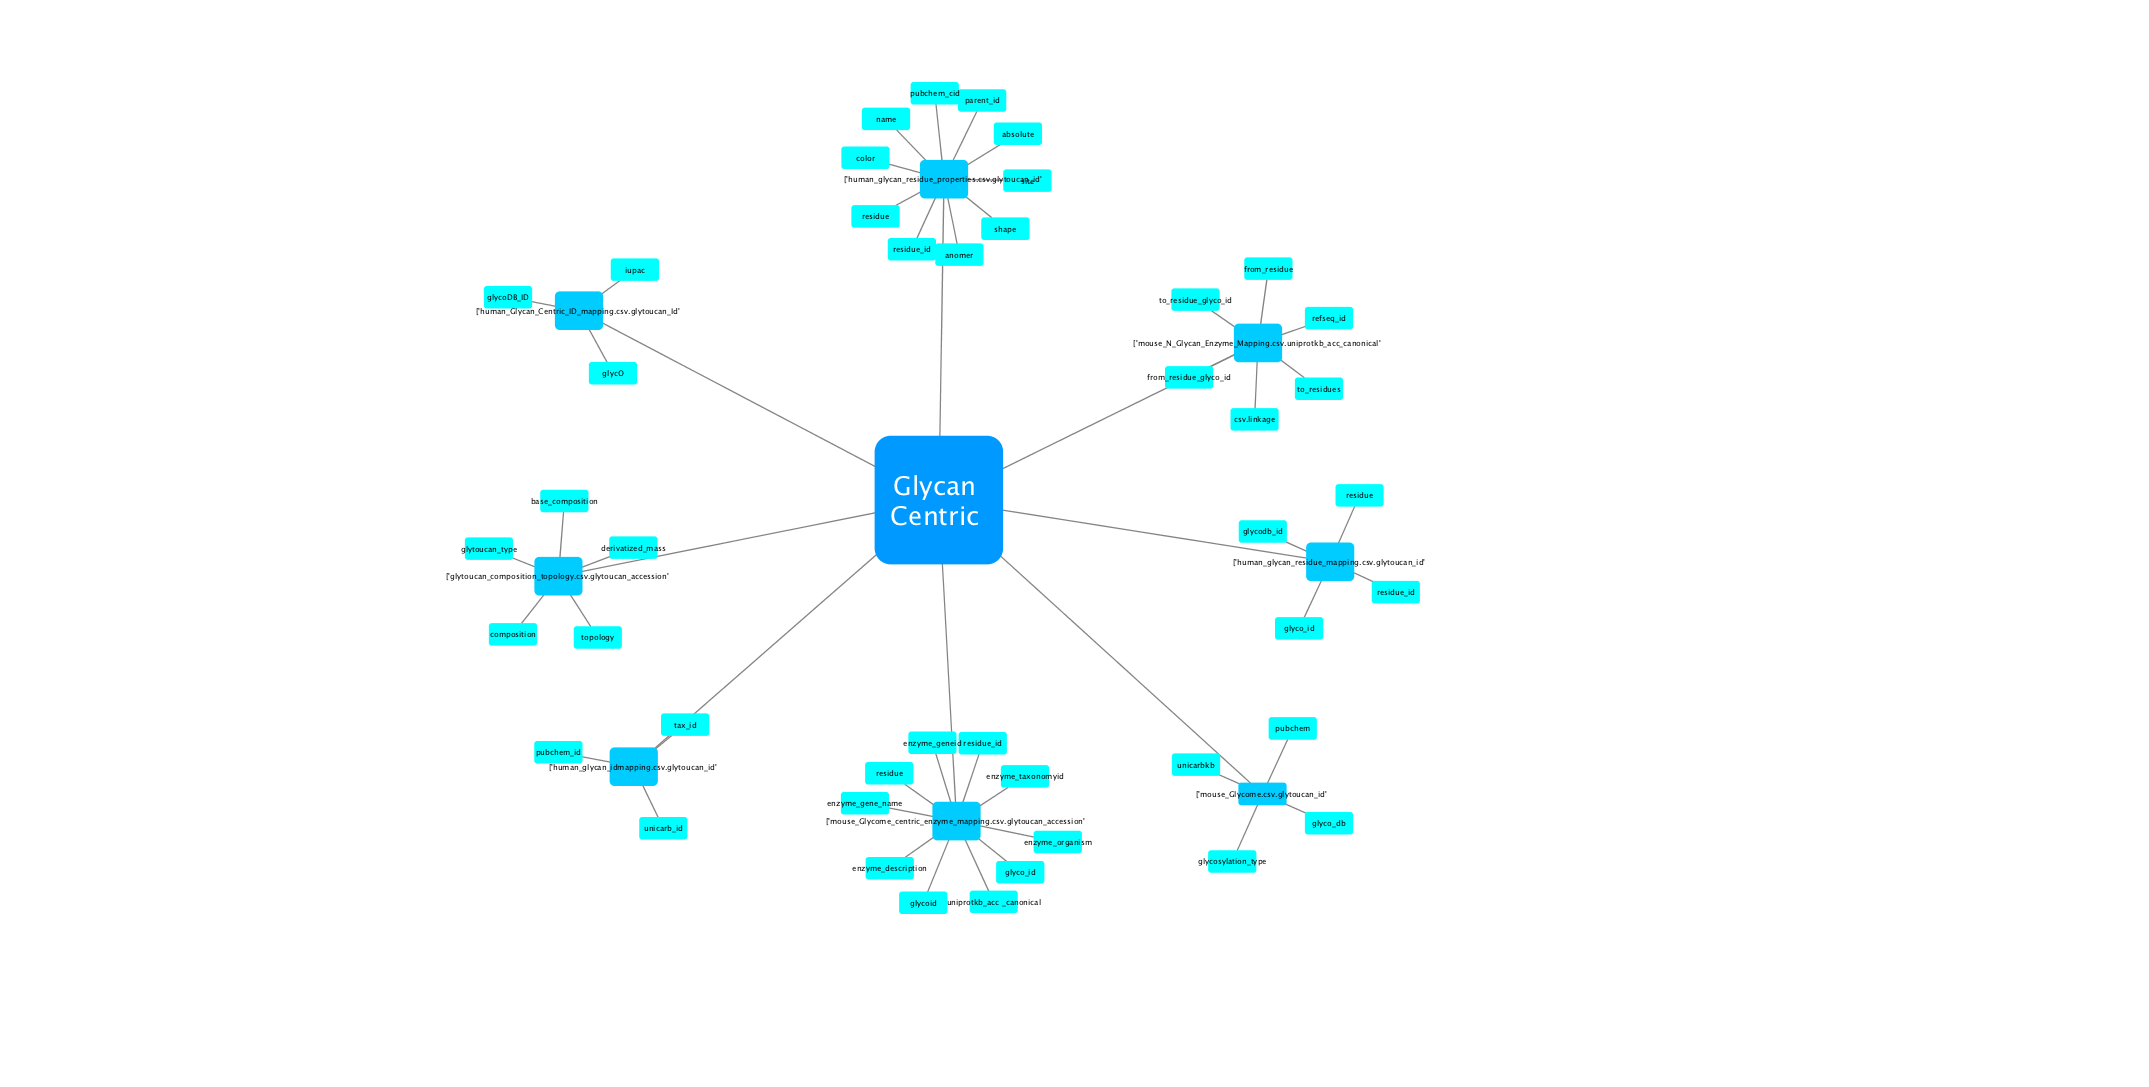 pubchem_cid
parent_id
name
absolute
color
['human_glycan_residue_properties.csv.glytoucan_id'
residue
shape
residue_id
anomer
iupac
glycoDB_ID
['human_Glycan_Centric_ID_mapping.csv.glytoucan_Id'
glycO
from_residue
to_residue_glyco_id
refseq_id
['mouse_N_Glycan_Enzyme_Mapping.csv.uniprotkb_acc_canonical'
from_residue_glyco_id
to_residues
csv.linkage
Glycan
Centric
base_composition
glytoucan_type
derivatized_mass
['glytoucan_composition_topology.csv.glytoucan_accession'
composition
topology
residue
glycodb_id
['human_glycan_residue_mapping.csv.glytoucan_id'
residue_id
glyco_id
tax_id
pubchem_id
['human_glycan_idmapping.csv.glytoucan_id'
unicarb_id
enzyme_geneid
residue_id
residue
enzyme_taxonomyid
enzyme_gene_name
['mouse_Glycome_centric_enzyme_mapping.csv.glytoucan_accession'
enzyme_organism
enzyme_description
glyco_id
glycoid
uniprotkb_acc _canonical
pubchem
unicarbkb
['mouse_Glycome.csv.glytoucan_id'
glyco_db
glycosylation_type